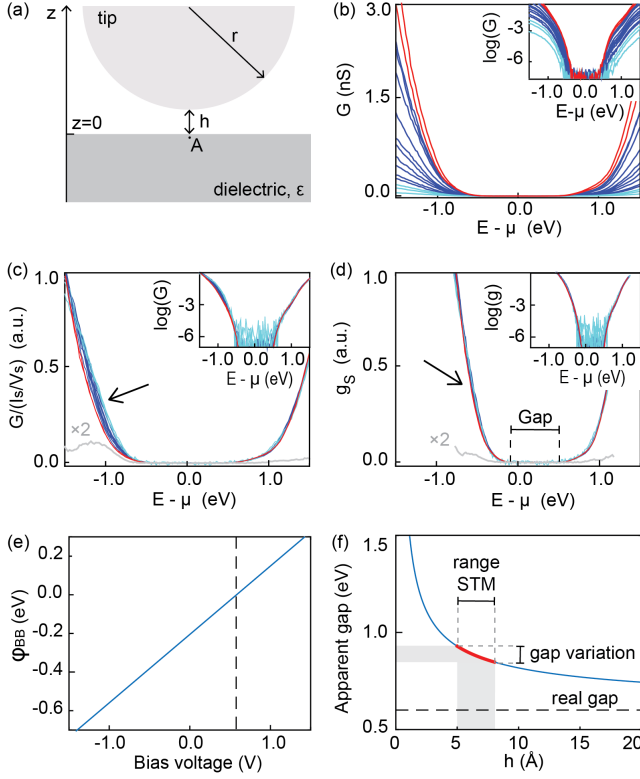 (a)
z
tip
r
z=0
h
A
dielectric, ε
(b)
3.0
1.5
0.0
G (nS)
-1.0
0.0
1.0
E - μ (eV)
log(G)
-3
-6
-1.0
0.0
1.0
E-μ (eV)
(c)
1.0
0.5
0.0
G/(Is/Vs) (a.u.)
×2
-1.0
0.0
1.0
E - μ (eV)
log(G)
-3
-6
-1.0
0.0
1.0
E - μ (eV)
(d)
1.0
0.5
0.0
gS (a.u.)
×2
Gap
-1.0
0.0
1.0
E - μ (eV)
log(g)
-3
-6
-1.0
0.0
1.0
E - μ (eV)
(e)
0.2
0.0
-0.2
-0.4
-0.6
φBB (eV)
-1.0
0.0
1.0
Bias voltage (V)
(f)
1.5
1.0
0.5
Apparent gap (eV)
range
STM
gap variation
real gap
0
5
10
15
20
h (Å)